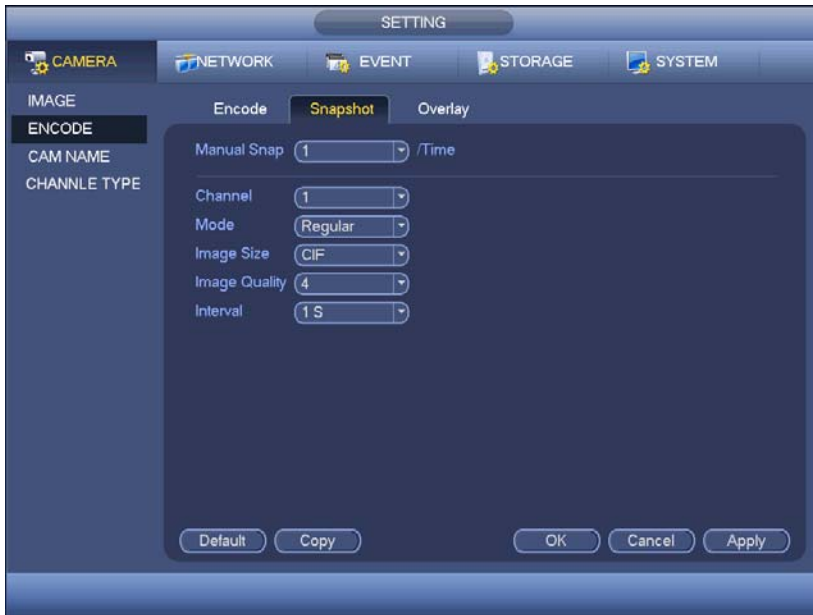 SETTING
CAMERA NETWORK EVENT STORAGE SYSTEM
IMAGE
ENCODE
CAM NAME
CHANNLE TYPE
Encode Snapshot Overlay
Manual Snap 1 /Time
Channel 1
Mode Regular
Image Size CIF
Image Quality 4
Interval 1 S
Default Copy OK Cancel Apply